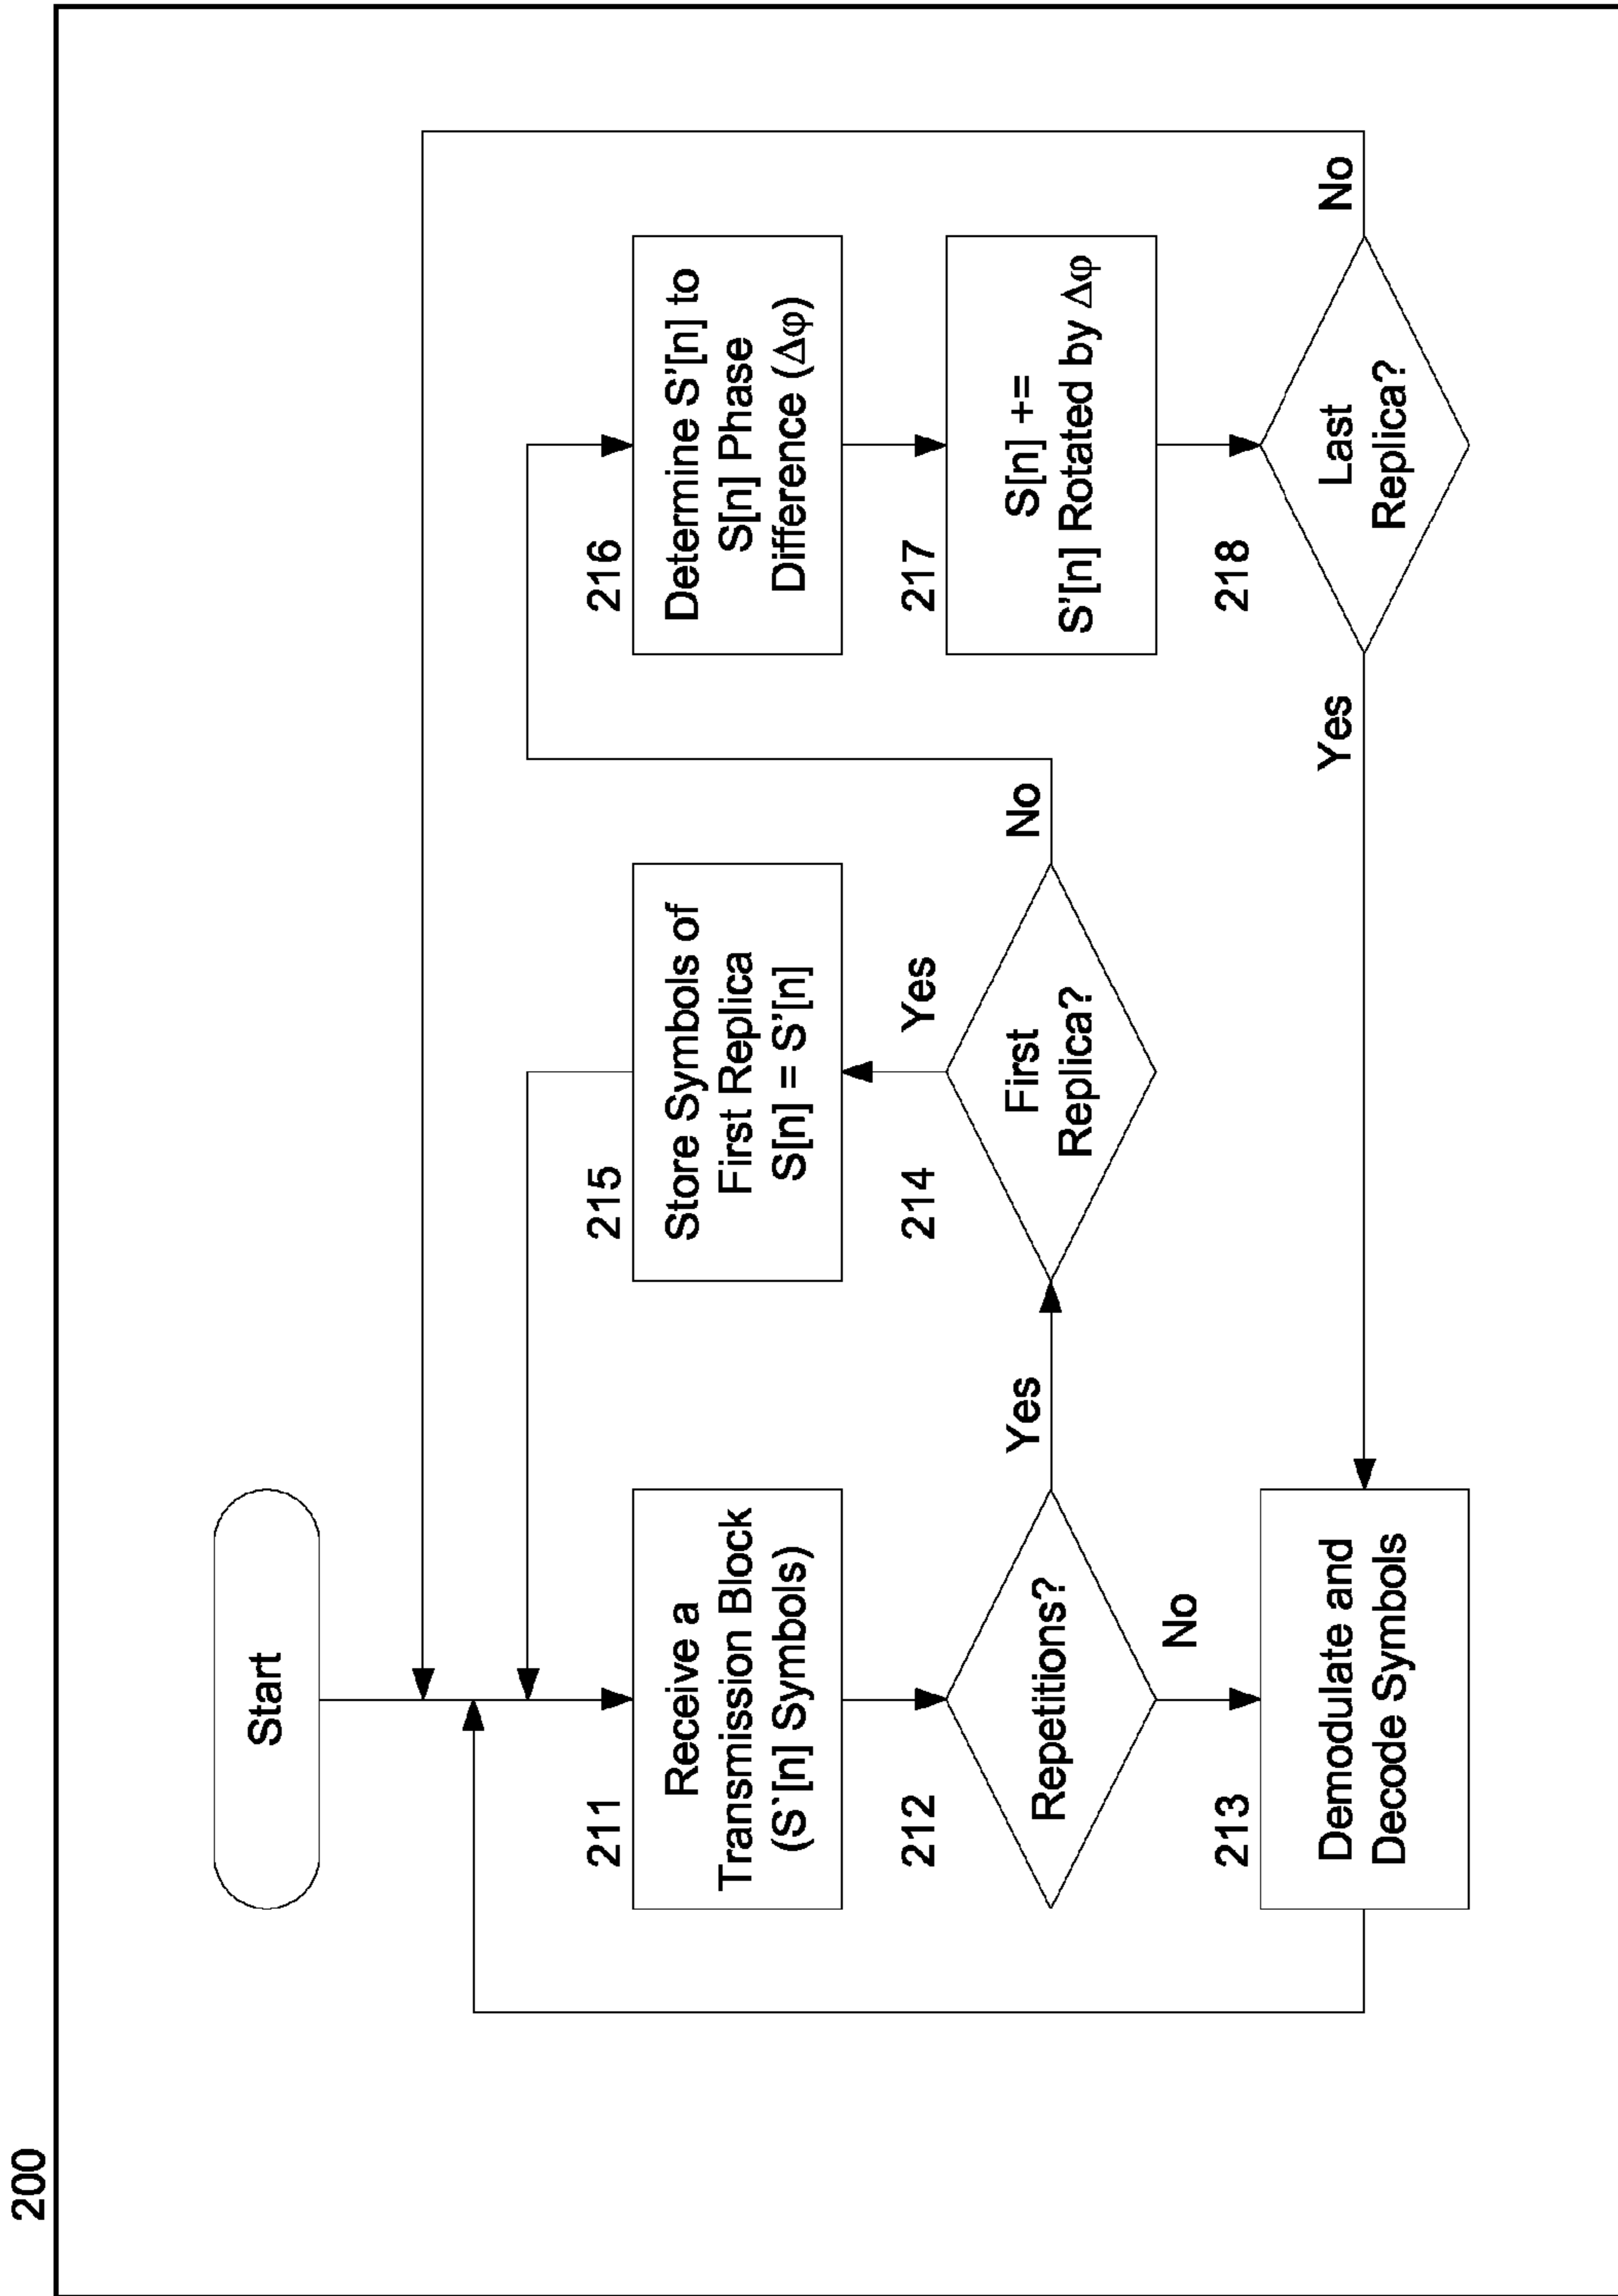 200
Start
211
Receive a
Transmission Block
(S`[n] Symbols)
212
Repetitions?
Yes
No
213
Demodulate and
Decode Symbols
215
Store Symbols of
First Replica
S[n] = S'[n]
214
Yes
First
Replica?
No
216
Determine S'[n] to
S[n] Phase
Difference (Δφ)
217
S[n] +=
S'[n] Rotated by Δφ
218
Last
Replica?
Yes
No